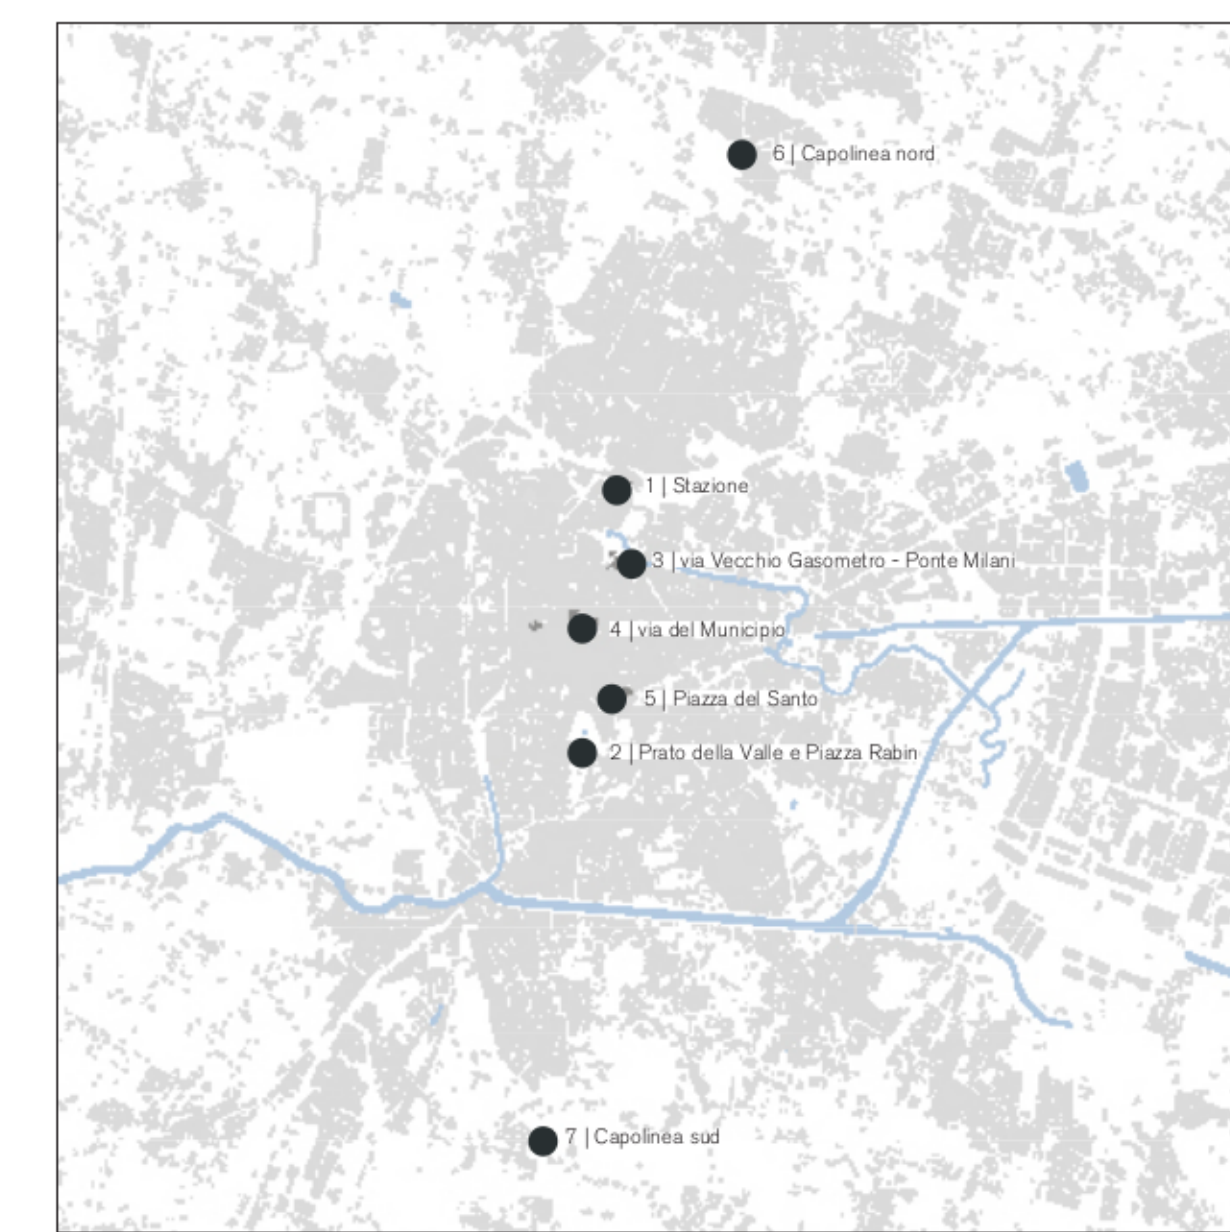 6 | Capolinea nord
1 | Stazione
3 | via Vecchio Gasometro - Ponte Milani
4 | via del Municipio
5 | Piazza del Santo
2 | Prato della Valle e Piazza Rabin
7 | Capolinea sud